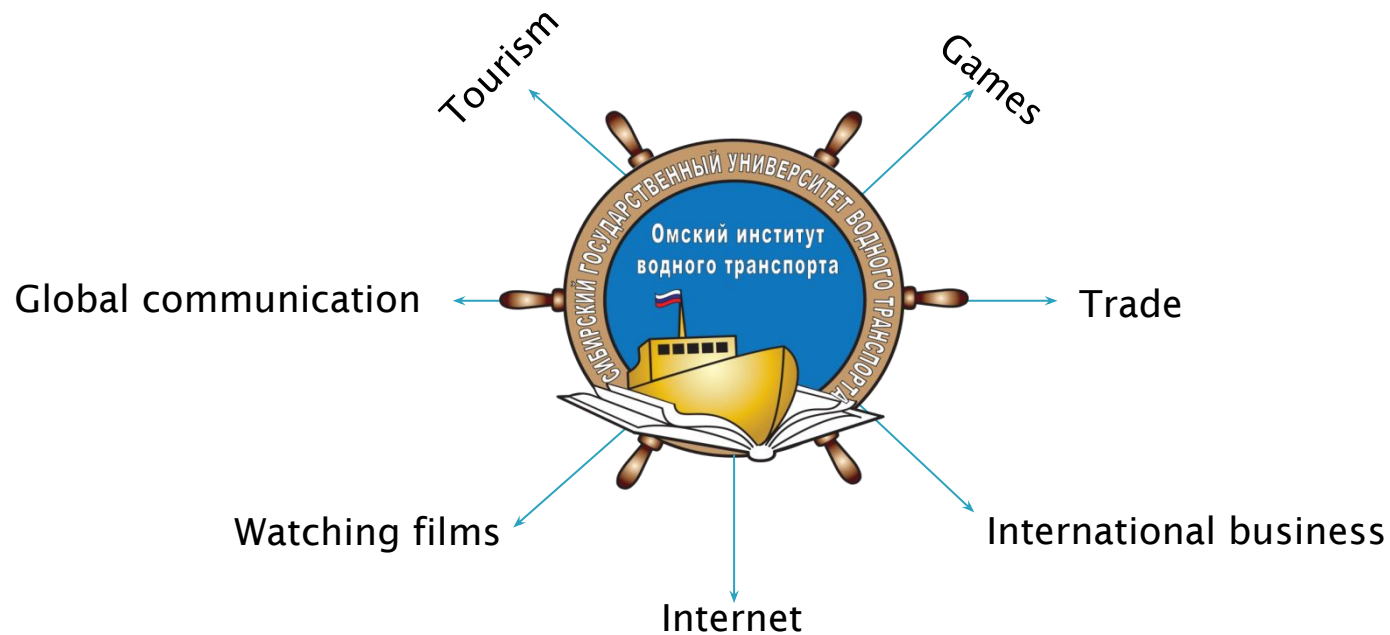 Tourism
Games
СИБИРСКИЙ ГОСУДАРСТВЕННЫЙ УНИВЕРСИТЕТ ВОДНОГО ТРАНСПОРТА
Омский институт
водного транспорта
Global communication
Trade
Watching films
International business
Internet